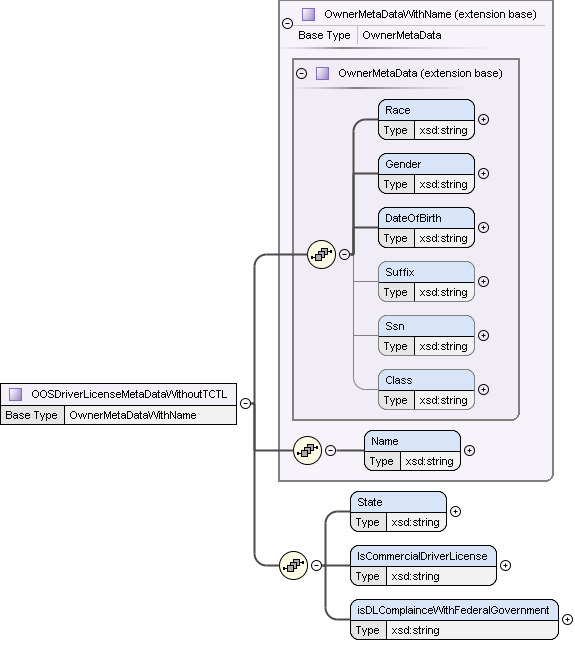 OwnerMetaDataWithName (extension base)
Base Type OwnerMetaData
OwnerMetaData (extension base)
Race
Type xsd:string
Gender
Type xsd:string
DateOfBirth
Type xsd:string
Suffix
Type xsd:string
Ssn
Type xsd:string
Class
Type xsd:string
OOSDriverLicenseMetaDataWithoutTCTL
Base Type OwnerMetaDataWithName
Name
Type xsd:string
State
Type xsd:string
IsCommercialDriverLicense
Type xsd:string
isDLComplainceWithFederalGovernment
Type xsd:string